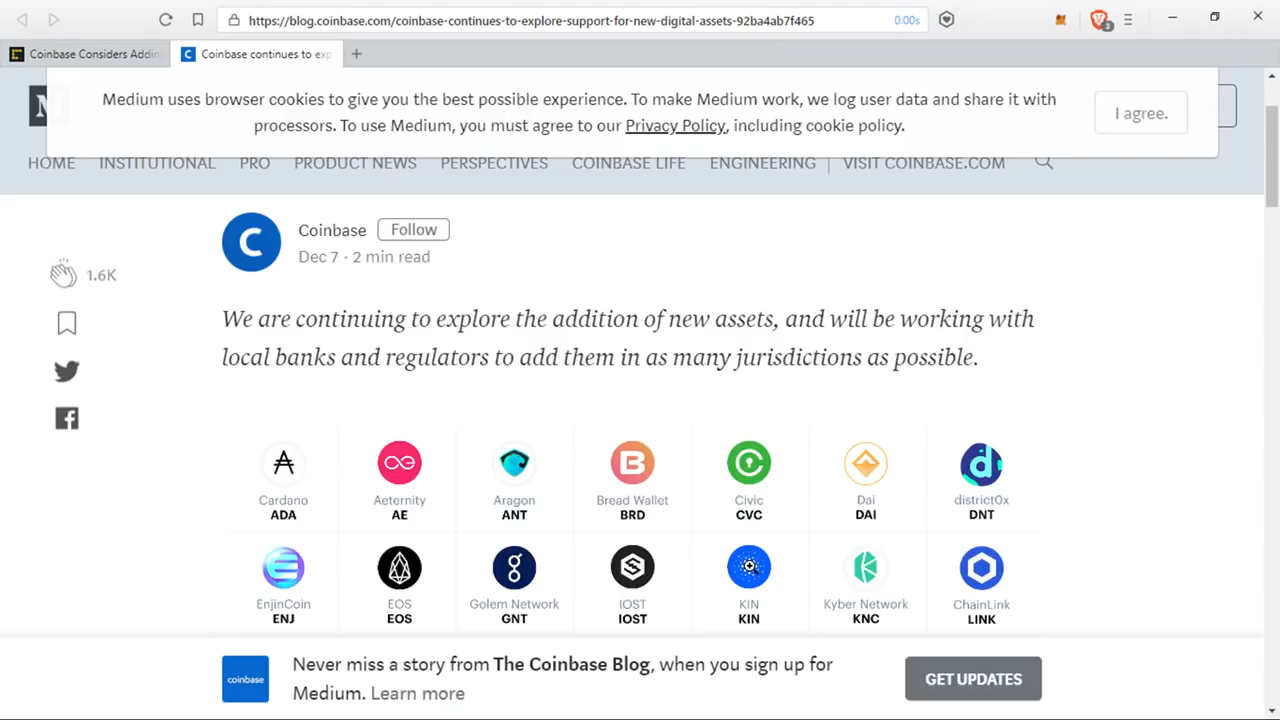 https://blog.coinbase.com/coinbase-continues-to-explore-support-for-new-digital-assets-92ba4ab7f465
0.00s
3
Coinbase Considers Addin
Coinbase continues to exp
Medium uses browser cookies to give you the best possible experience. To make Medium work, we log user data and share it with
processors. To use Medium, you must agree to our Privacy Policy, including cookie policy.
I agree.
HOME INSTITUTIONAL PRO PRODUCT NEWS PERSPECTIVES COINBASE LIFE ENGINEERING VISIT COINBASE.COM
Coinbase Follow
Dec 7 · 2 min read
1.6K
We are continuing to explore the addition of new assets, and will be working with
local banks and regulators to add them in as many jurisdictions as possible.
Cardano Aeternity Aragon Bread Wallet Civic Dai district0x
ADA AE ANT BRD CVC DAI DNT
EnjinCoin EOS Golem Network IOST KIN Kyber Network ChainLink
ENJ EOS GNT IOST KIN KNC LINK
coinbase
Never miss a story from The Coinbase Blog, when you sign up for
Medium. Learn more
GET UPDATES